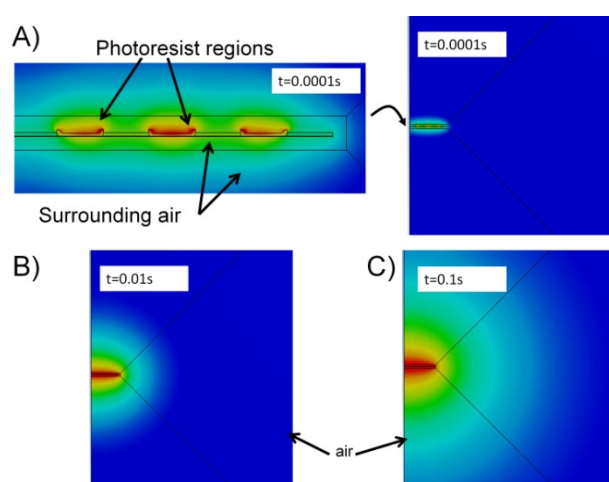 A)
Photoresist regions
t=0.0001s
t=0.0001s
Surrounding air
B)
t=0.01s
C)
t=0.1s
air